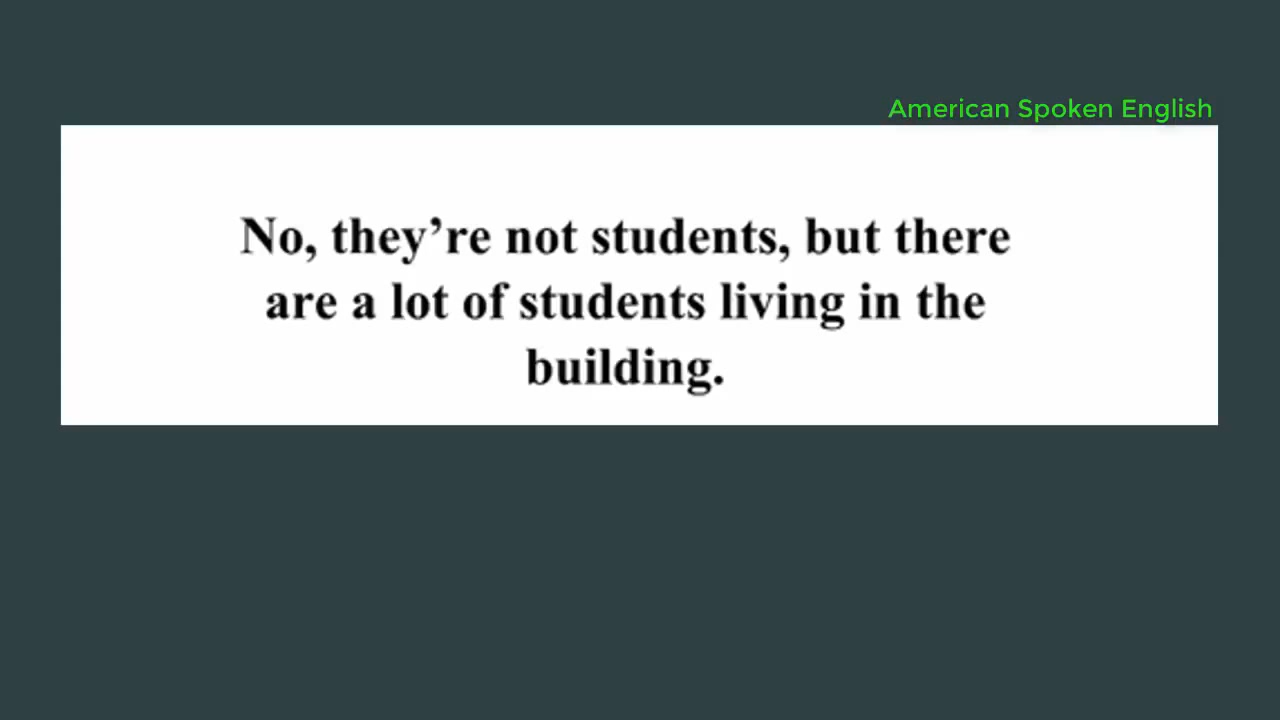 American Spoken English
No, they’re not students, but there
are a lot of students living in the
building.